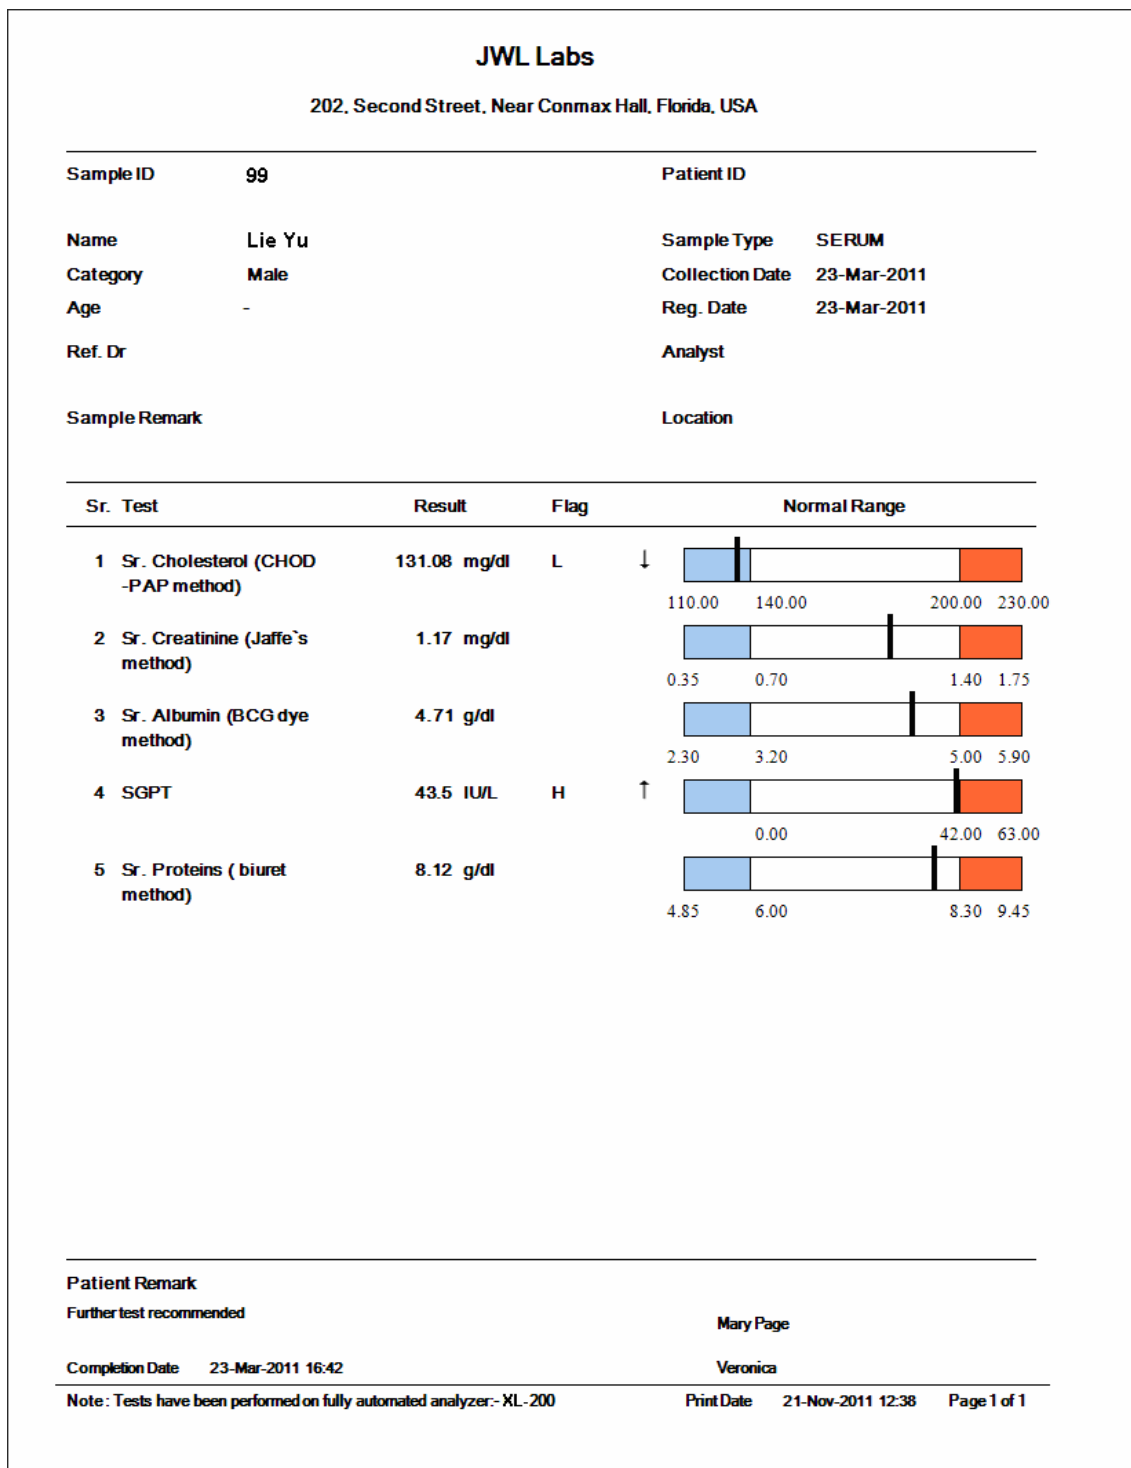 JWL Labs
202, Second Street, Near Conmax Hall, Florida, USA
Sample ID 99 Patient ID
Name Lie Yu Sample Type SERUM
Category Male Collection Date 23-Mar-2011
Age - Reg. Date 23-Mar-2011
Ref. Dr Analyst
Sample Remark Location
Sr. Test Result Flag Normal Range
1 Sr. Cholesterol (CHOD 131.08 mg/dl L ↓
-PAP method)
110.00 140.00 200.00 230.00
2 Sr. Creatinine (Jaffe`s 1.17 mg/dl
method)
0.35 0.70 1.40 1.75
3 Sr. Albumin (BCG dye 4.71 g/dl
method)
2.30 3.20 5.00 5.90
4 SGPT 43.5 IU/L H ↑
0.00 42.00 63.00
5 Sr. Proteins ( biuret 8.12 g/dl
method)
4.85 6.00 8.30 9.45
Patient Remark
Further test recommended
Mary Page
Completion Date 23-Mar-2011 16:42 Veronica
Note : Tests have been performed on fully automated analyzer:- XL-200 Print Date 21-Nov-2011 12:38 Page 1 of 1